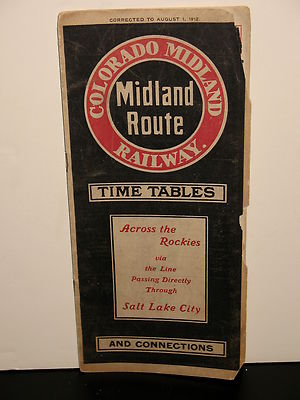 CORRECTED TO AUGUST 1, 1912.
COLORADO MIDLAND
Midland
Route
RAILWAY.
TIME TABLES
Across the
Rockies
via
the Line
Passing Directly
Through
Salt Lake City
AND CONNECTIONS